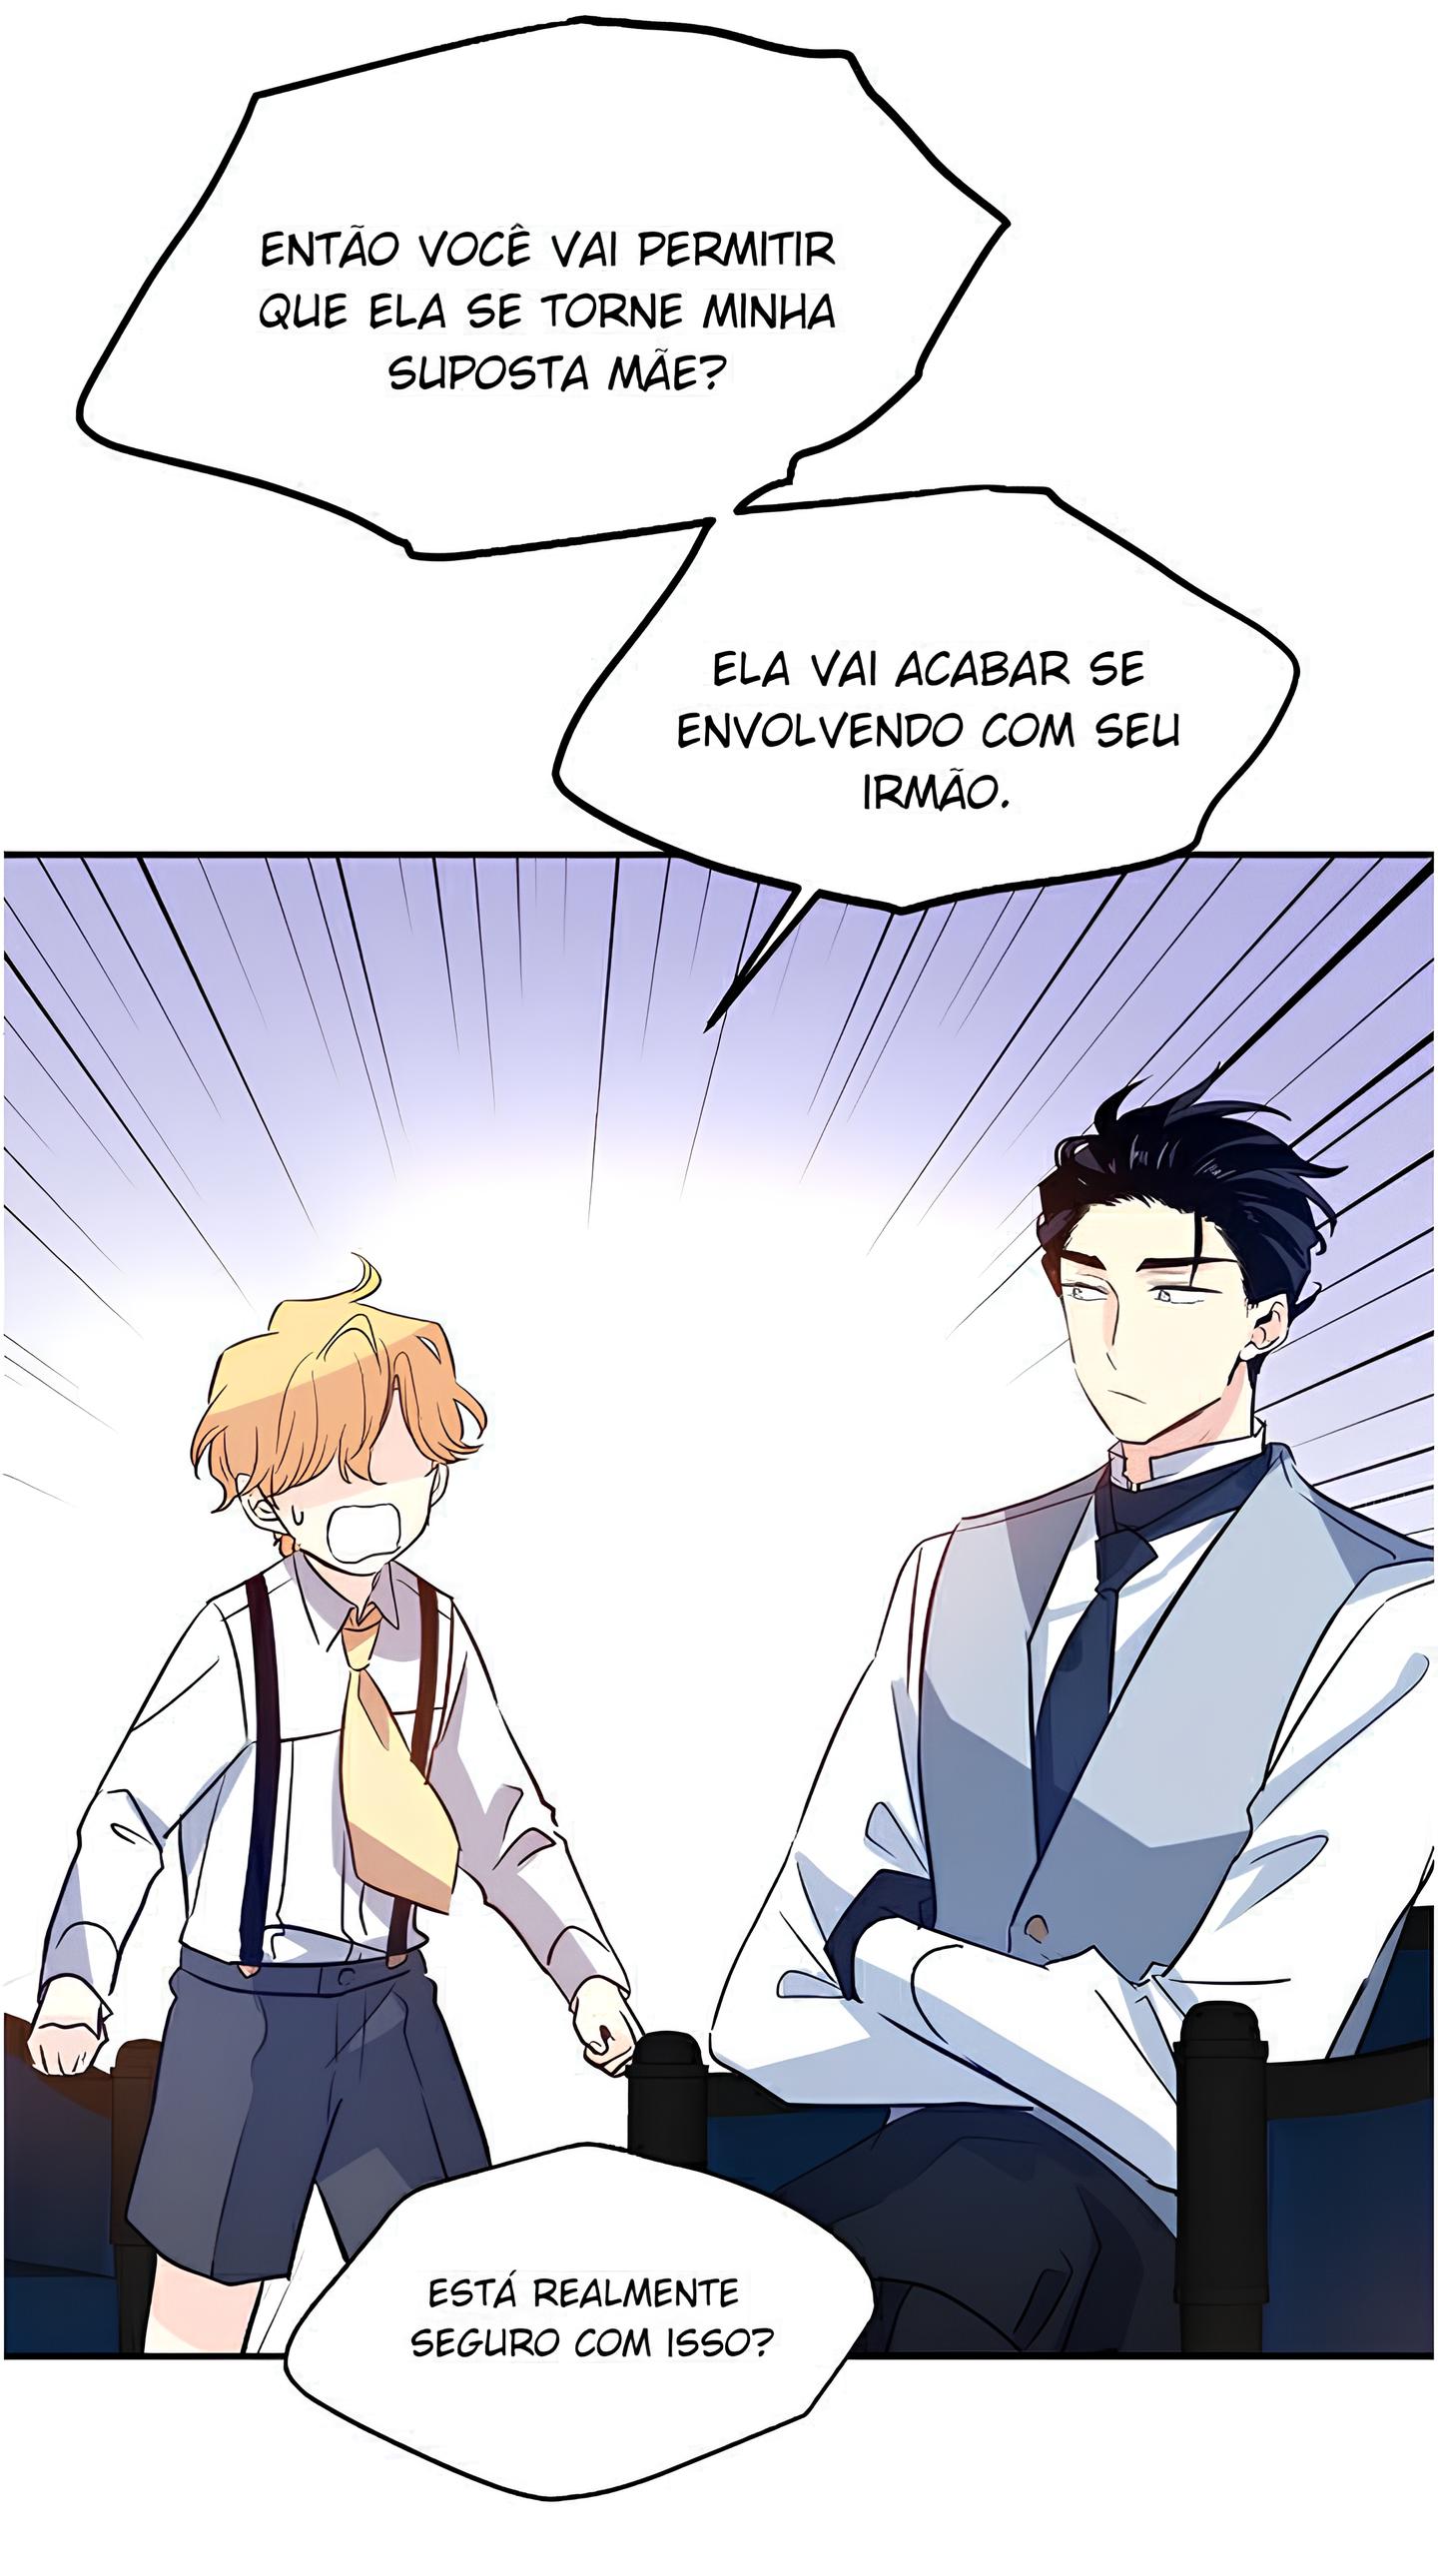 ENTÃO VOCÊ VAI PERMITIR
QUE ELA SE TORNE MINHA
SUPOSTA MÃE?
ELA VAI ACABAR SE
ENVOLVENDO COM SEU
IRMÃO.
ESTÁ REALMENTE
SEGURO COM ISSO?